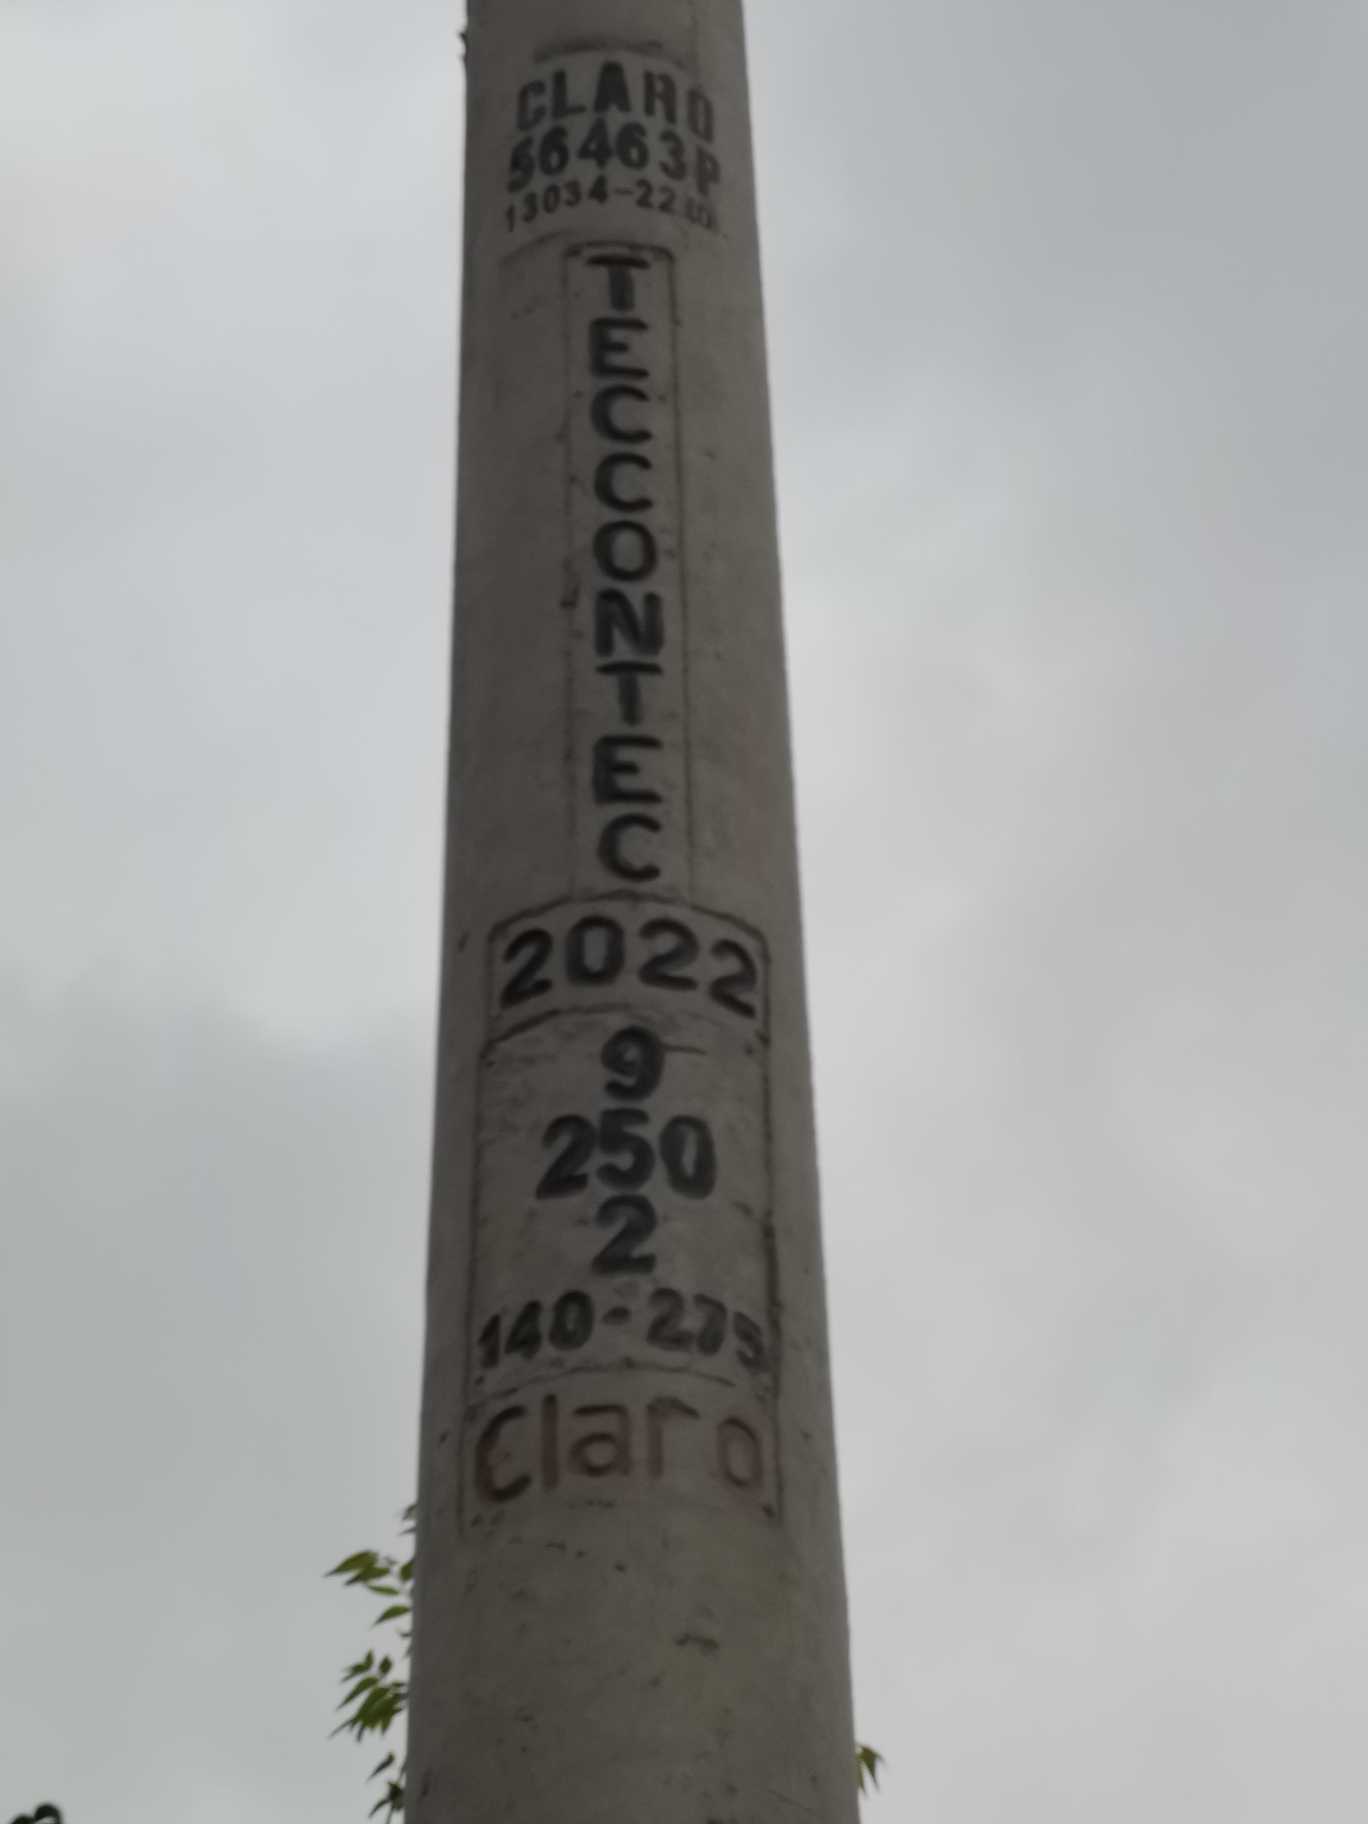 CLARO
56463P
13034-22
TECCONTEC
2022
9
250
2
140-275
Claro